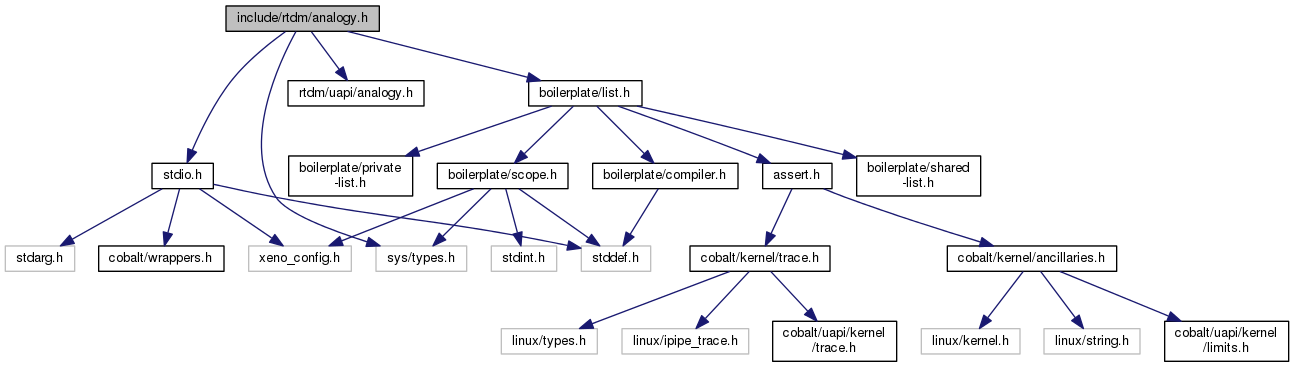 include/rtdm/analogy.h
rtdm/uapi/analogy.h
boilerplate/list.h
stdio.h
boilerplate/private
-list.h
boilerplate/scope.h
boilerplate/compiler.h
assert.h
boilerplate/shared
-list.h
stdarg.h
cobalt/wrappers.h
xeno_config.h
sys/types.h
stdint.h
stddef.h
cobalt/kernel/trace.h
cobalt/kernel/ancillaries.h
linux/types.h
linux/ipipe_trace.h
cobalt/uapi/kernel
/trace.h
linux/kernel.h
linux/string.h
cobalt/uapi/kernel
/limits.h